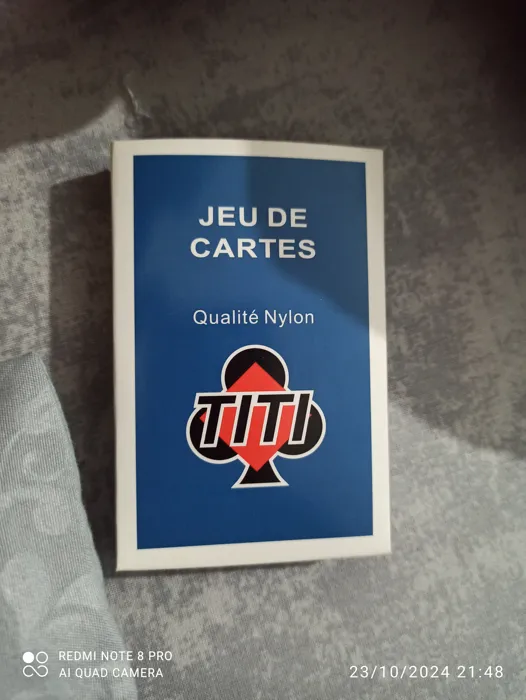 JEU DE
CARTES
Qualité Nylon
TITI
REDMI NOTE 8 PRO
AI QUAD CAMERA
23/10/2024 21:48